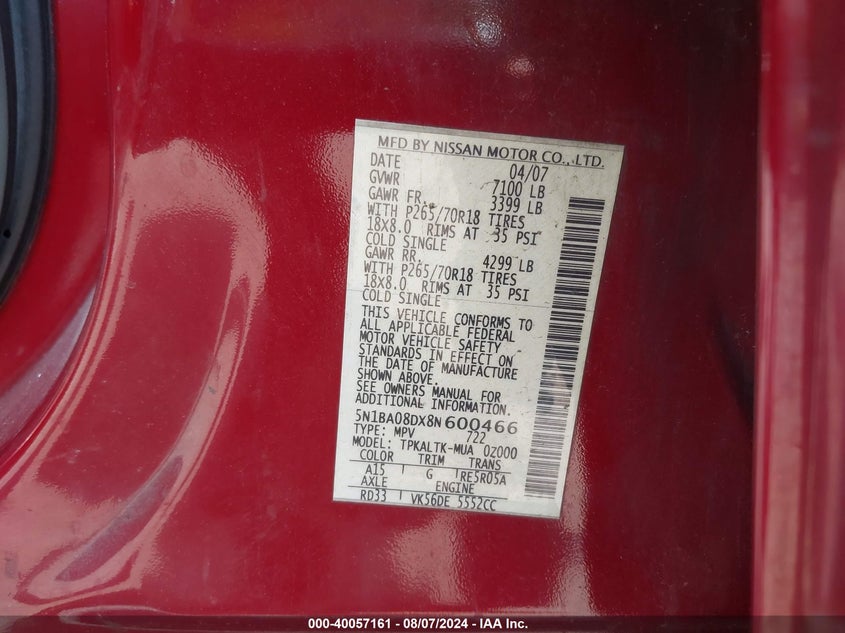 MFD BY NISSAN MOTOR CO., LTD.
DATE 04/07
GVWR 7100 LB
GAWR FR. 3399 LB
WITH P265/70R18 TIRES
18X8.0 RIMS AT 35 PSI
COLD SINGLE
GAWR RR. 4299 LB
WITH P265/70R18 TIRES
18X8.0 RIMS AT 35 PSI
COLD SINGLE
THIS VEHICLE CONFORMS TO
ALL APPLICABLE FEDERAL
MOTOR VEHICLE SAFETY
STANDARDS IN EFFECT ON
THE DATE OF MANUFACTURE
SHOWN ABOVE.
SEE OWNERS MANUAL FOR
ADDITIONAL INFORMATION.
5N1BA08DX8N600466
TYPE: MPV 722
MODEL: TPKALTK-MUA 0Z000
COLOR TRIM TRANS
A15 G RE5R05A
AXLE ENGINE
RD33 VK56DE 5552CC
000-40057161 - 08/07/2024 - IAA Inc.